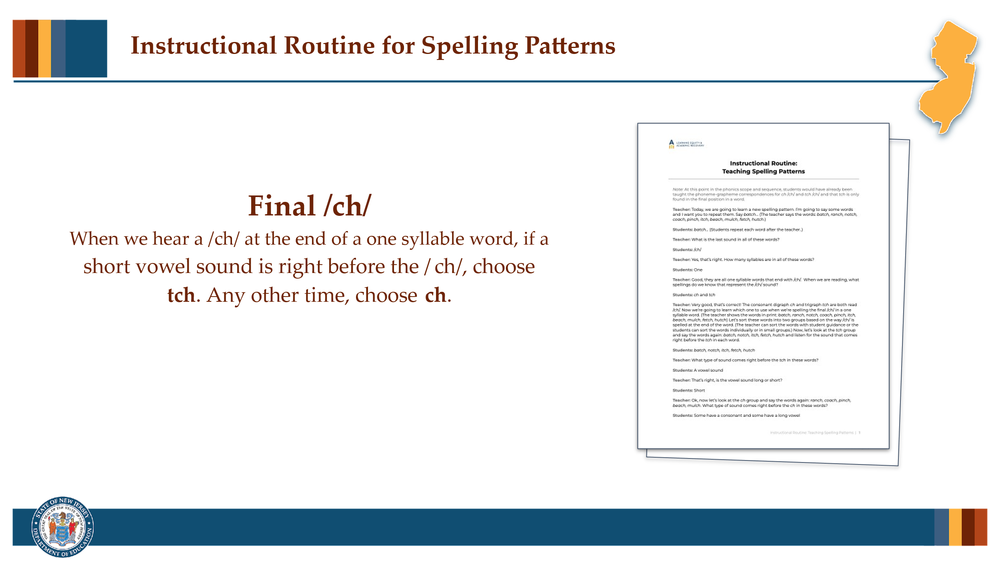 Instructional Routine for Spelling Patterns
Final /ch/
When we hear a /ch/ at the end of a one syllable word, if a
short vowel sound is right before the / ch/, choose
tch. Any other time, choose ch.
LEARNING EQUITY &
ACADEMIC RECOVERY
Instructional Routine:
Teaching Spelling Patterns
Note: At this point in the phonics scope and sequence, students would have already been
taught the phoneme-grapheme correspondences for ch /ch/ and tch /ch/ and that tch is only
found in the final position in a word.
Teacher: Today, we are going to learn a new spelling pattern. I'm going to say some words
and I want you to repeat them. Say batch... (The teacher says the words: batch, ranch, notch,
coach, pinch, itch, beach, mulch, fetch, hutch.)
Students: batch... (Students repeat each word after the teacher..)
Teacher: What is the last sound in all of these words?
Students: /ch/
Teacher: Yes, that's right. How many syllables are in all of these words?
Students: One
Teacher: Good, they are all one syllable words that end with /ch/. When we are reading, what
spellings do we know that represent the /ch/ sound?
Students: ch and tch
Teacher: Very good, that's correct! The consonant digraph ch and trigraph tch are both read
/ch/. Now we're going to learn which one to use when we're spelling the final /ch/ in a one
syllable word. (The teacher shows the words in print: batch, ranch, notch, coach, pinch, itch,
beach, mulch, fetch, hutch) Let's sort these words into two groups based on the way /ch/ is
spelled at the end of the word. (The teacher can sort the words with student guidance or the
students can sort the words individually or in small groups.) Now, let's look at the tch group
and say the words again: batch, notch, itch, fetch, hutch and listen for the sound that comes
right before the tch in each word.
Students: batch, notch, itch, fetch, hutch
Teacher: What type of sound comes right before the tch in these words?
Students: A vowel sound
Teacher: That's right, is the vowel sound long or short?
Students: Short
Teacher: Ok, now let's look at the ch group and say the words again: ranch, coach, pinch,
beach, mulch. What type of sound comes right before the ch in these words?
Students: Some have a consonant and some have a long vowel
Instructional Routine: Teaching Spelling Patterns | 1
STATE OF NEW JERSEY
THE GREAT SEAL OF THE STATE OF NEW JERSEY
DEPARTMENT OF EDUCATION